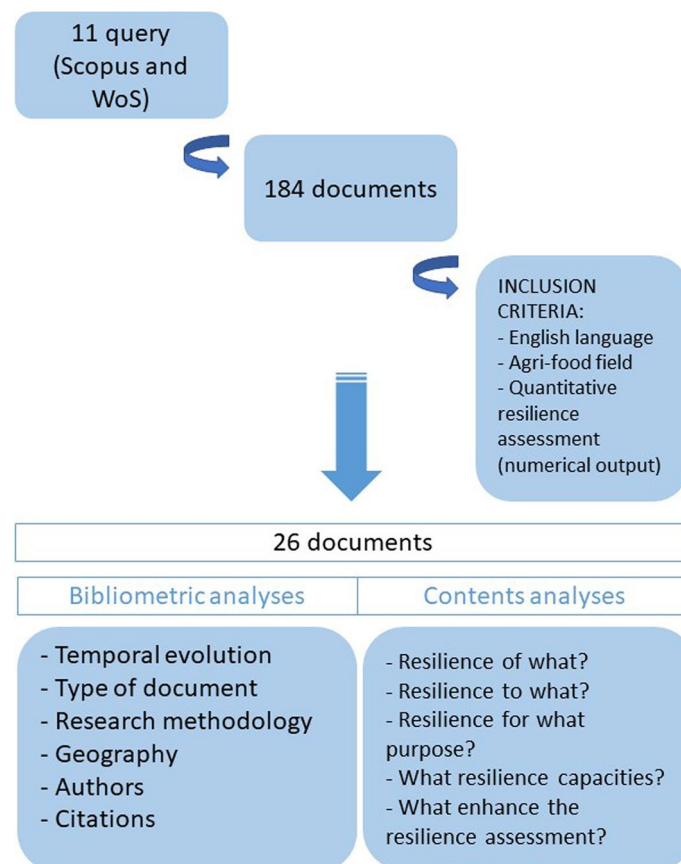 11 query
(Scopus and
WoS)
184 documents
INCLUSION
CRITERIA:
- English language
- Agri-food field
- Quantitative
resilience
assessment
(numerical output)
26 documents
Bibliometric analyses
Contents analyses
- Temporal evolution
- Type of document
- Research methodology
- Geography
- Authors
- Citations
- Resilience of what?
- Resilience to what?
- Resilience for what
purpose?
- What resilience capacities?
- What enhance the
resilience assessment?